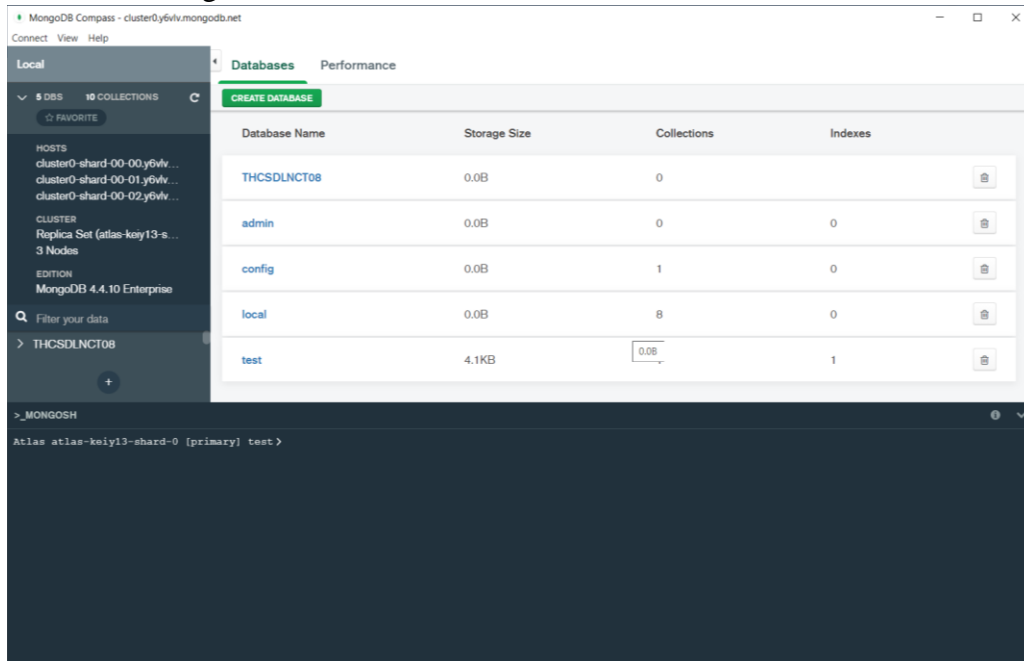 MongoDB Compass - cluster0.y6vlv.mongodb.net
Connect View Help
Local
5 DBS 10 COLLECTIONS
☆ FAVORITE
HOSTS
cluster0-shard-00-00.y6vlv...
cluster0-shard-00-01.y6vlv...
cluster0-shard-00-02.y6vlv...
CLUSTER
Replica Set (atlas-keiy13-s...
3 Nodes
EDITION
MongoDB 4.4.10 Enterprise
Filter your data
> THCSDLNCT08
+
Databases Performance
CREATE DATABASE
Database Name Storage Size Collections Indexes
THCSDLNCT08 0.0B 0
admin 0.0B 0 0
config 0.0B 1 0
local 0.0B 8 0
0.0B
test 4.1KB 1
>_MONGOSH
Atlas atlas-keiy13-shard-0 [primary] test>